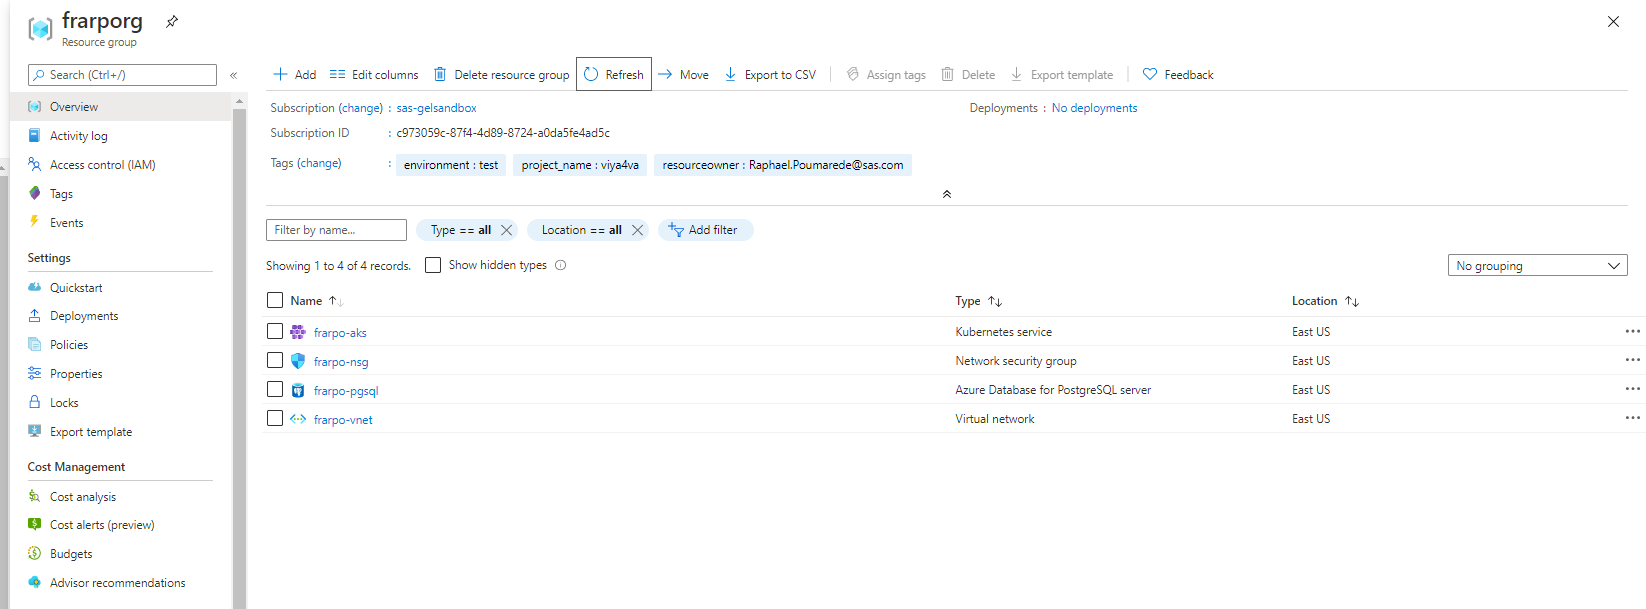 frarporg
Resource group
Search (Ctrl+/)
«
Add
Edit columns
Delete resource group
Refresh
Move
Export to CSV
Assign tags
Delete
Export template
Feedback
Overview
Activity log
Access control (IAM)
Tags
Events
Settings
Quickstart
Deployments
Policies
Properties
Locks
Export template
Cost Management
Cost analysis
Cost alerts (preview)
Budgets
Advisor recommendations
Subscription (change) : sas-gelsandbox
Deployments : No deployments
Subscription ID : c973059c-87f4-4d89-8724-a0da5fe4ad5c
Tags (change) : environment : test project_name : viya4va resourceowner : Raphael.Poumarede@sas.com
Filter by name...
Type == all
Location == all
Add filter
Showing 1 to 4 of 4 records.
Show hidden types
No grouping
Name Type Location
frarpo-aks Kubernetes service East US
frarpo-nsg Network security group East US
frarpo-pgsql Azure Database for PostgreSQL server East US
frarpo-vnet Virtual network East US